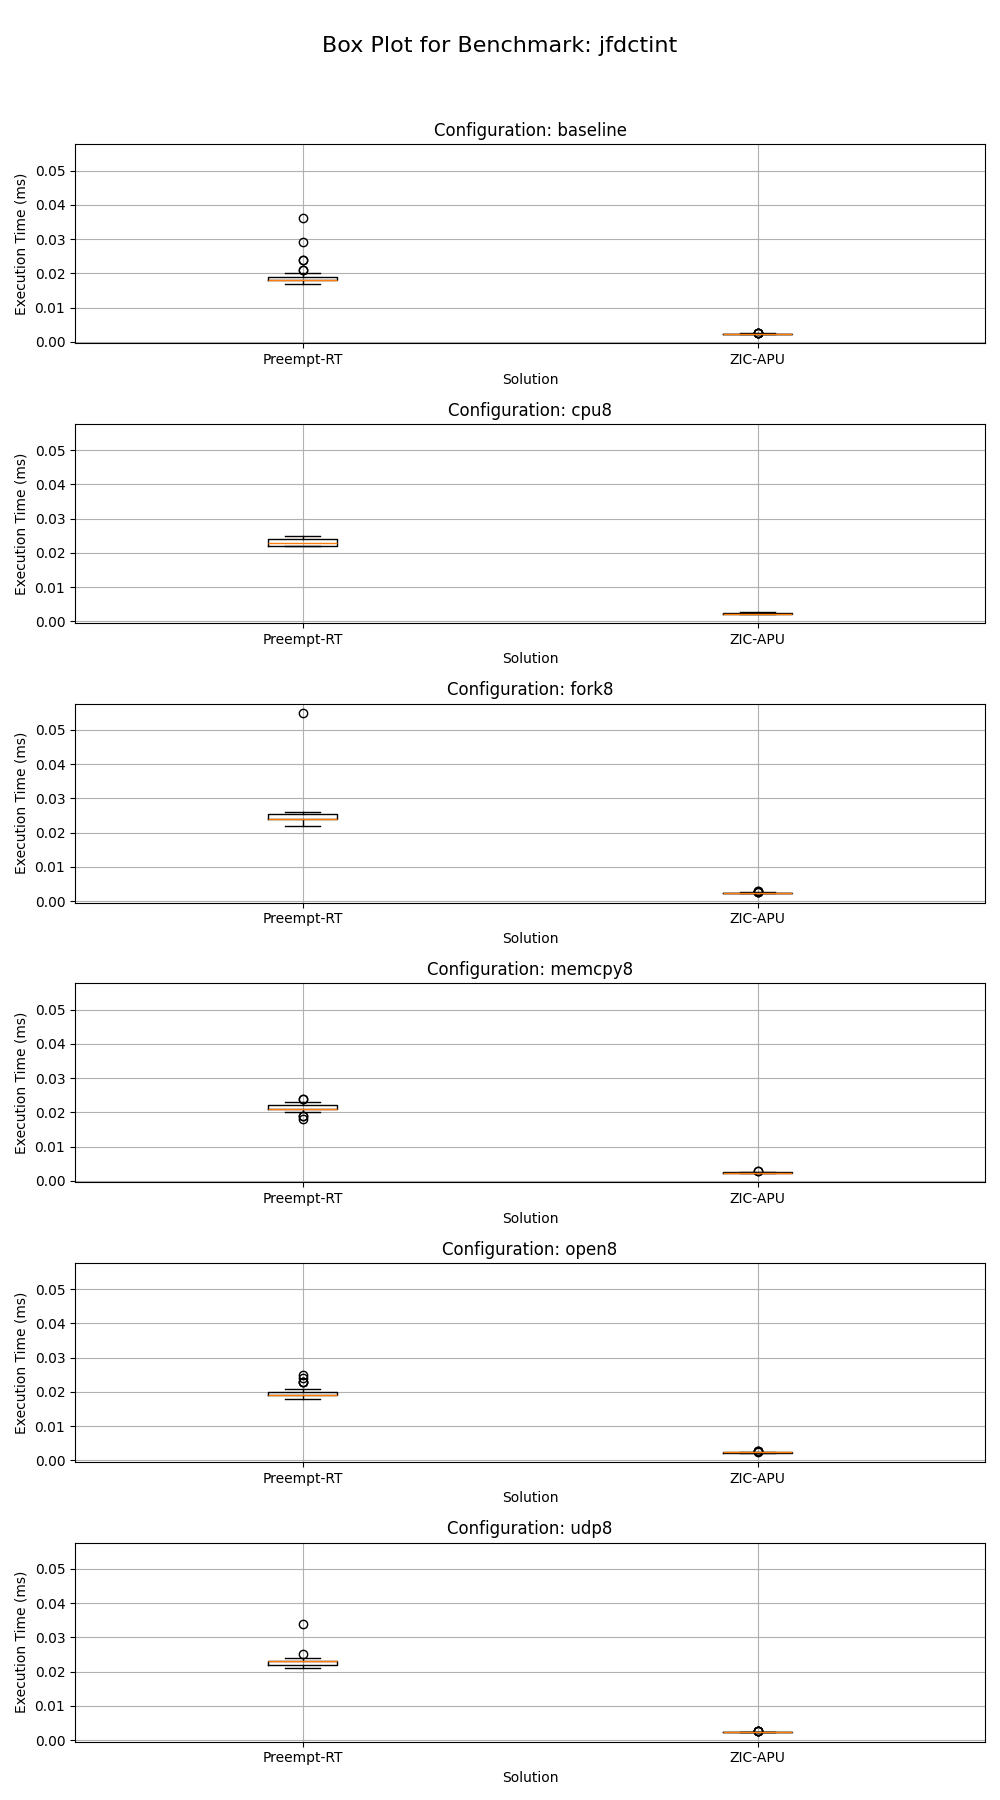 Box Plot for Benchmark: jfdctint
Configuration: baseline
Execution Time (ms)
0.05
0.04
0.03
0.02
0.01
0.00
Preempt-RT ZIC-APU
Solution
Configuration: cpu8
Execution Time (ms)
0.05
0.04
0.03
0.02
0.01
0.00
Preempt-RT ZIC-APU
Solution
Configuration: fork8
Execution Time (ms)
0.05
0.04
0.03
0.02
0.01
0.00
Preempt-RT ZIC-APU
Solution
Configuration: memcpy8
Execution Time (ms)
0.05
0.04
0.03
0.02
0.01
0.00
Preempt-RT ZIC-APU
Solution
Configuration: open8
Execution Time (ms)
0.05
0.04
0.03
0.02
0.01
0.00
Preempt-RT ZIC-APU
Solution
Configuration: udp8
Execution Time (ms)
0.05
0.04
0.03
0.02
0.01
0.00
Preempt-RT ZIC-APU
Solution